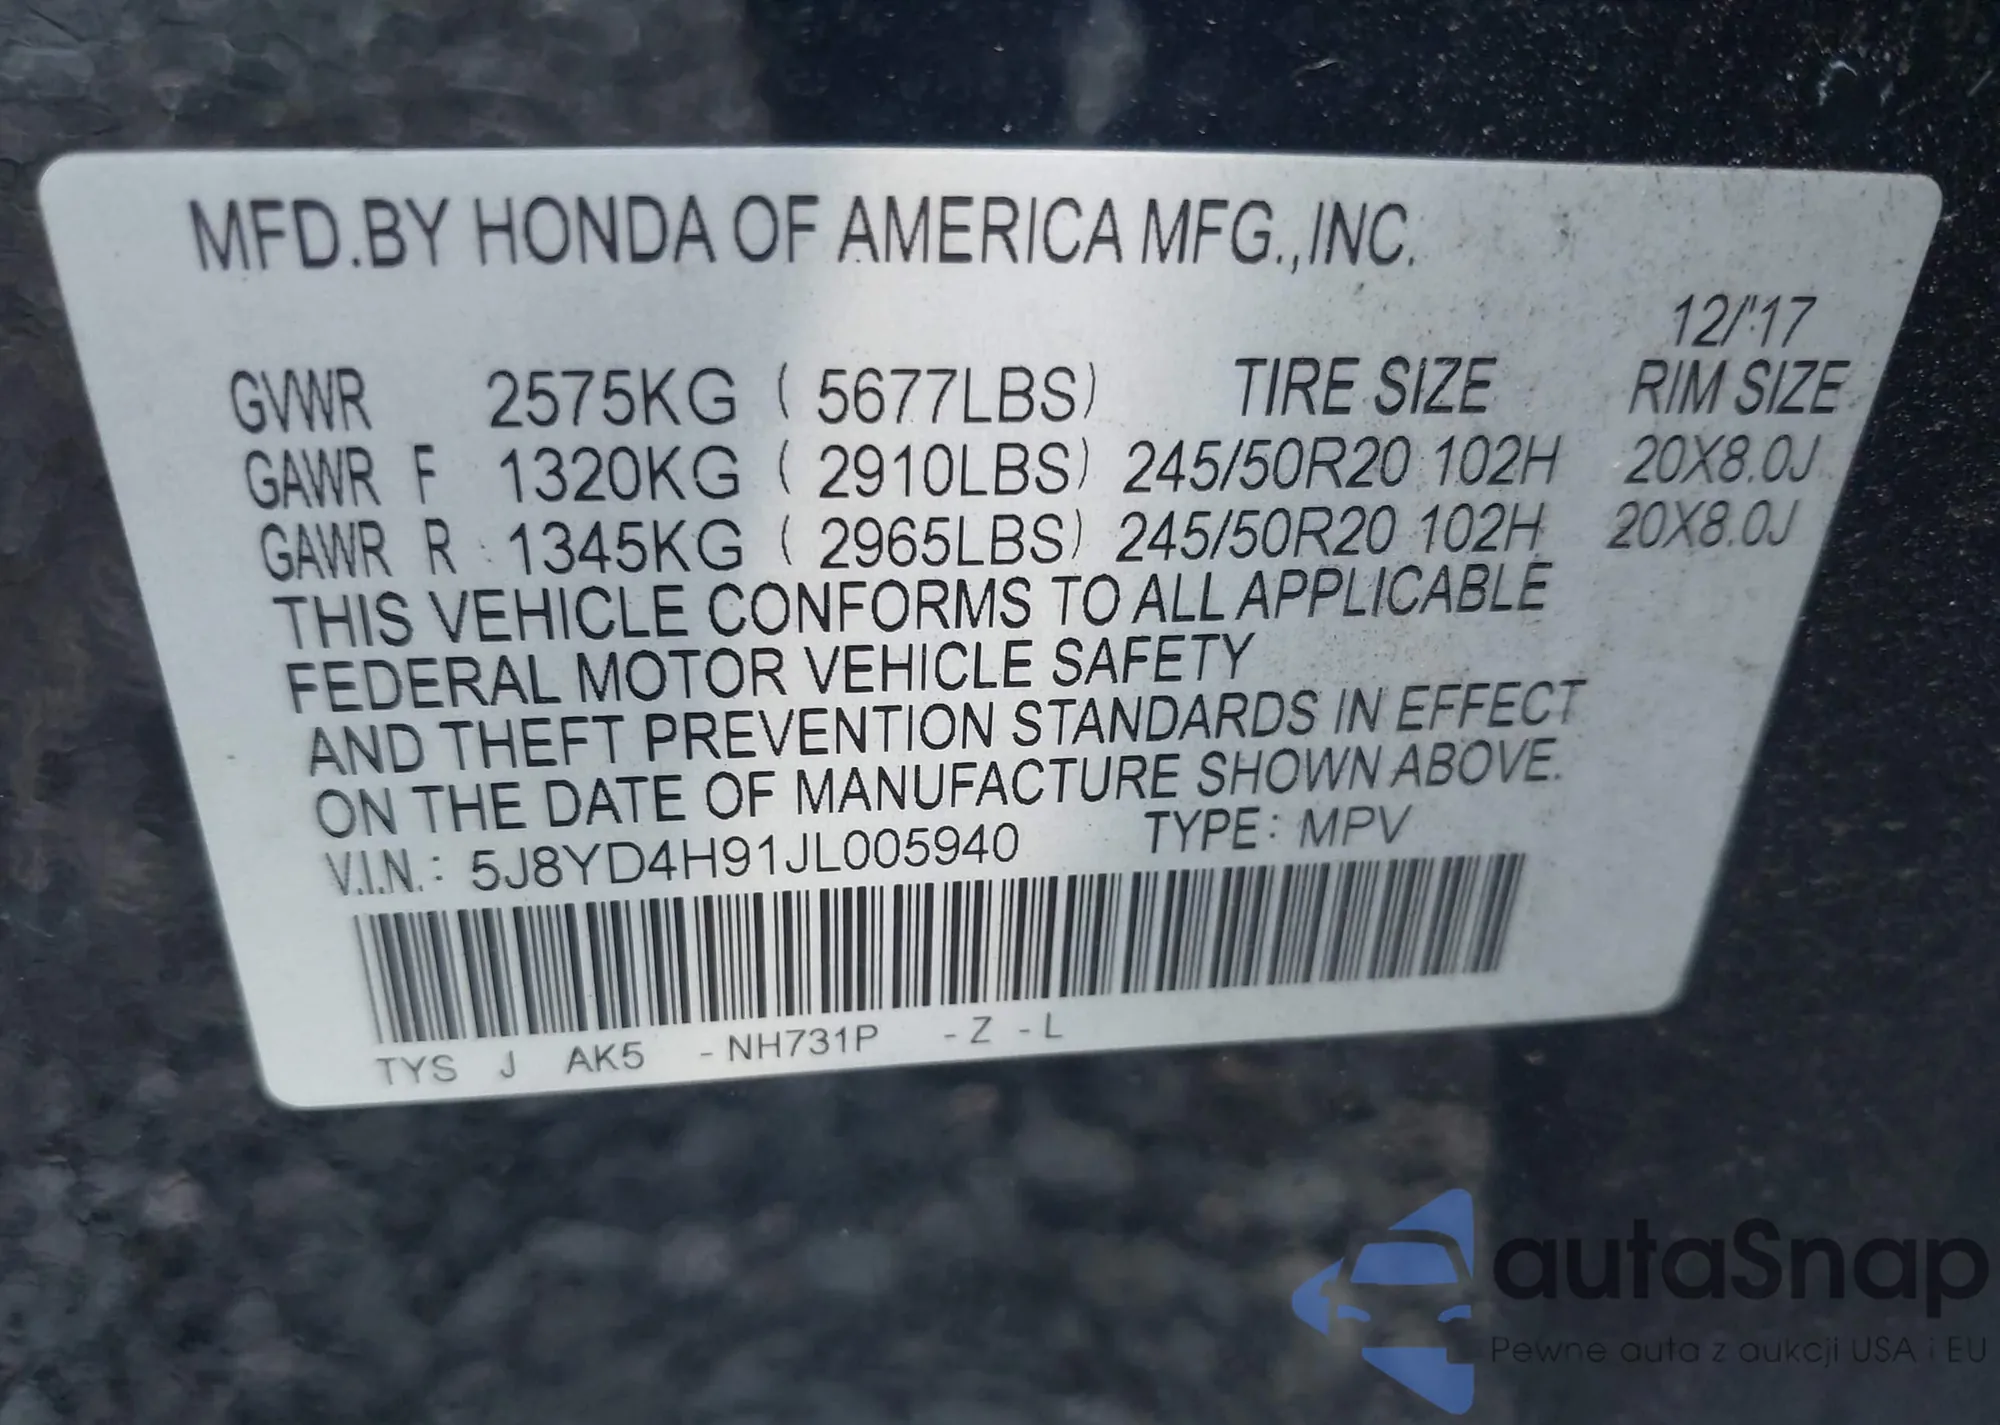 MFD.BY HONDA OF AMERICA MFG.,INC.
12/'17
GVWR 2575KG ( 5677LBS) TIRE SIZE RIM SIZE
GAWR F 1320KG ( 2910LBS) 245/50R20 102H 20X8.0J
GAWR R 1345KG ( 2965LBS) 245/50R20 102H 20X8.0J
THIS VEHICLE CONFORMS TO ALL APPLICABLE
FEDERAL MOTOR VEHICLE SAFETY
AND THEFT PREVENTION STANDARDS IN EFFECT
ON THE DATE OF MANUFACTURE SHOWN ABOVE.
V.I.N.: 5J8YD4H91JL005940 TYPE: MPV
TYS J AK5 -NH731P -Z -L
autaSnap
Pewne auta z aukcji USA i EU